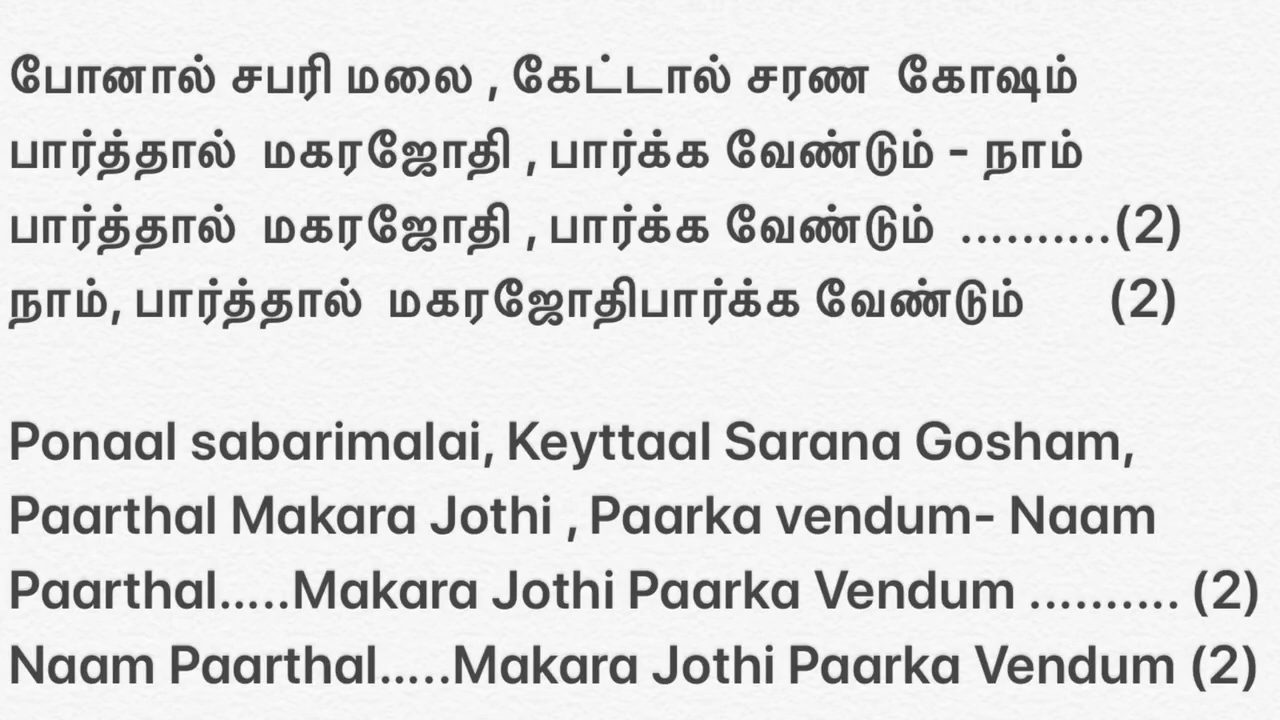 போனால் சபரி மலை , கேட்டால் சரண  கோஷம்
பார்த்தால்  மகரஜோதி , பார்க்க வேண்டும் - நாம்
பார்த்தால்  மகரஜோதி , பார்க்க வேண்டும்  ..........(2)
நாம், பார்த்தால்  மகரஜோதிபார்க்க வேண்டும்      (2)
Ponaal sabarimalai, Keyttaal Sarana Gosham,
Paarthal Makara Jothi , Paarka vendum- Naam
Paarthal.....Makara Jothi Paarka Vendum .......... (2)
Naam Paarthal.....Makara Jothi Paarka Vendum (2)